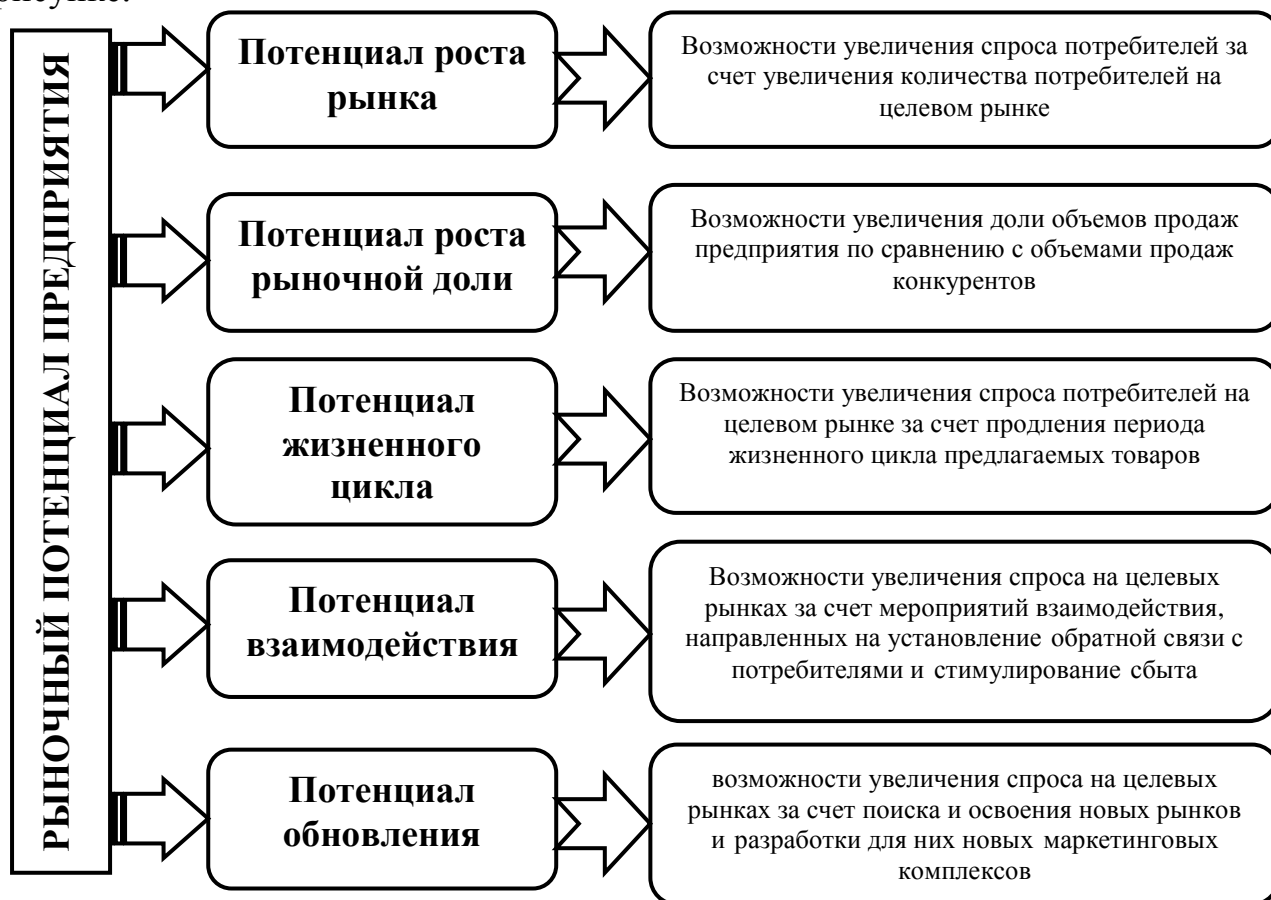 рисунке.
РЫНОЧНЫЙ ПОТЕНЦИАЛ ПРЕДПРИЯТИЯ
Потенциал роста
рынка
Возможности увеличения спроса потребителей за
счет увеличения количества потребителей на
целевом рынке
Потенциал роста
рыночной доли
Возможности увеличения доли объемов продаж
предприятия по сравнению с объемами продаж
конкурентов
Потенциал
жизненного
цикла
Возможности увеличения спроса потребителей на
целевом рынке за счет продления периода
жизненного цикла предлагаемых товаров
Потенциал
взаимодействия
Возможности увеличения спроса на целевых
рынках за счет мероприятий взаимодействия,
направленных на установление обратной связи с
потребителями и стимулирование сбыта
Потенциал
обновления
возможности увеличения спроса на целевых
рынках за счет поиска и освоения новых рынков
и разработки для них новых маркетинговых
комплексов